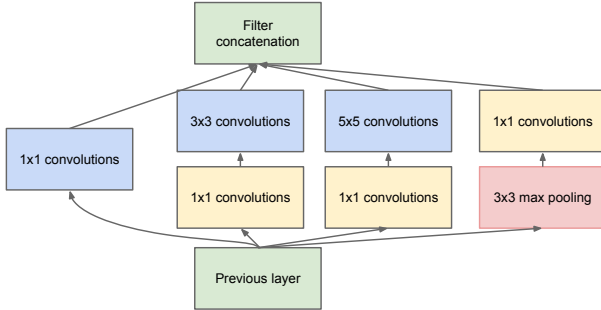 Filter
concatenation
3x3 convolutions
5x5 convolutions
1x1 convolutions
1x1 convolutions
1x1 convolutions
1x1 convolutions
3x3 max pooling
Previous layer